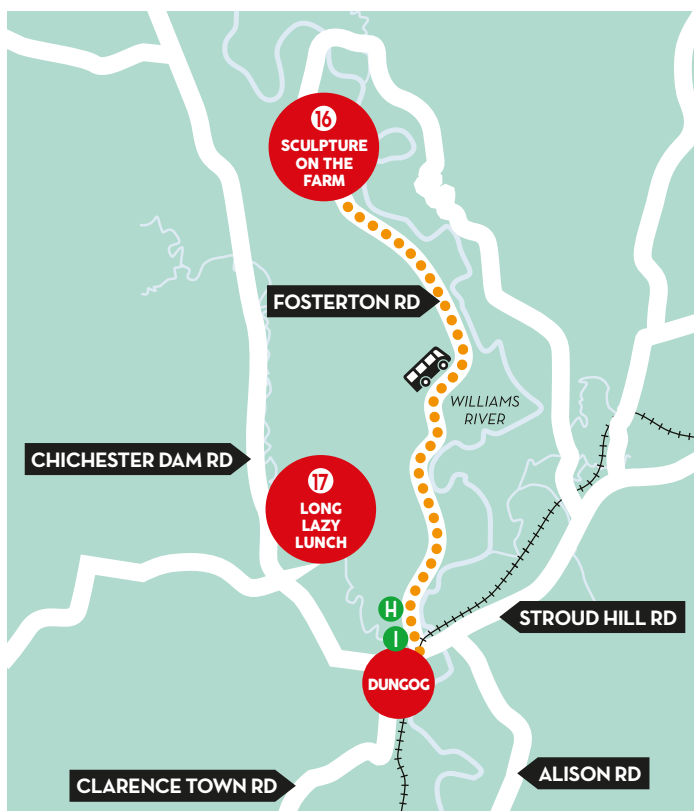 16
SCULPTURE
ON THE
FARM
FOSTERTON RD
WILLIAMS
RIVER
CHICHESTER DAM RD
17
LONG
LAZY
LUNCH
H
I
STROUD HILL RD
DUNGOG
CLARENCE TOWN RD
ALISON RD